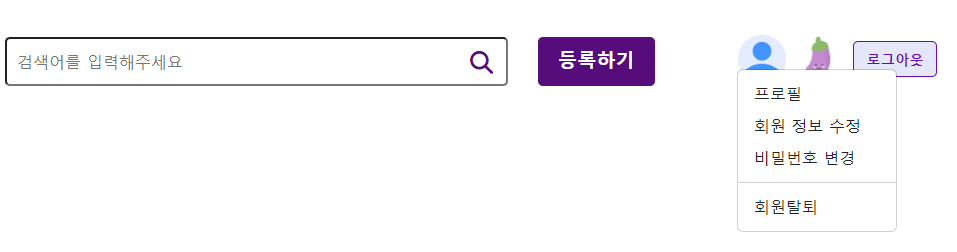 검색어를 입력해주세요
등록하기
로그아웃
프로필
회원 정보 수정
비밀번호 변경
회원탈퇴